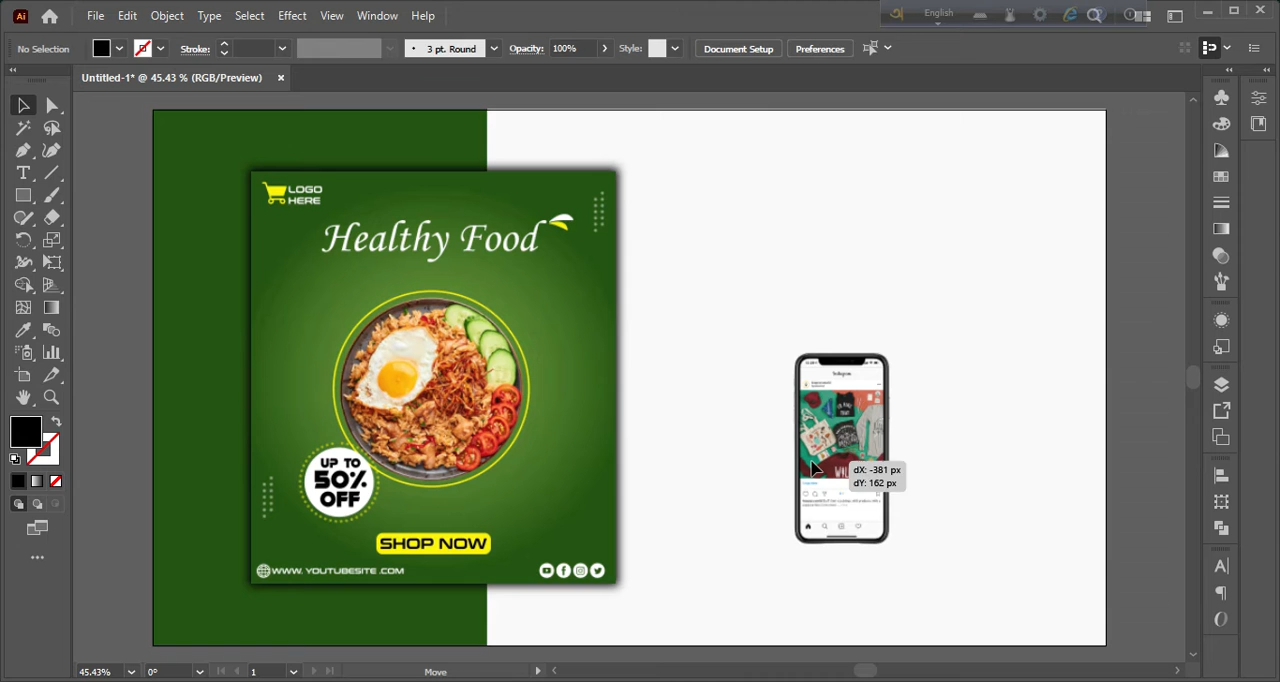 Ai File Edit Object Type Select Effect View Window Help
English
No Selection
Stroke:
3 pt. Round
Opacity: 100%
Style:
Document Setup
Preferences
Untitled-1* @ 45.43 % (RGB/Preview)
LOGO
HERE
Healthy Food
UP TO
50%
OFF
SHOP NOW
WWW. YOUTUBESITE .COM
Instagram
dX: -381 px
dY: 162 px
45.43%
0°
1
Move